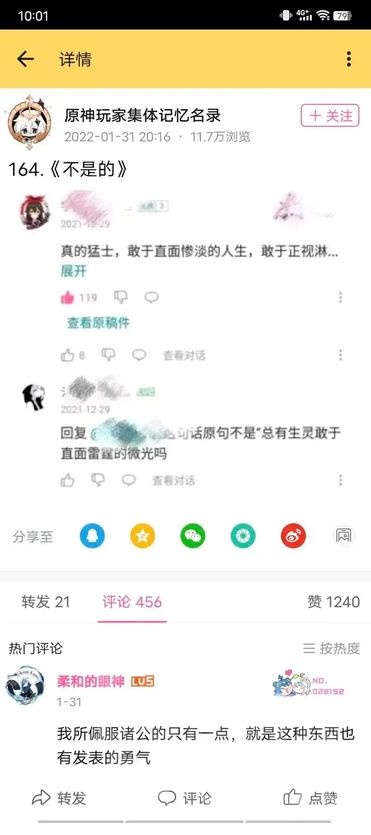 10:01
4G+
79
详情
原神玩家集体记忆名录
2022-01-31 20:16 · 11.7万浏览
＋关注
164.《不是的》
3
2021-12-29
真的猛士，敢于直面惨淡的人生，敢于正视淋...
展开
119
查看原稿件
8
查看对话
2021-12-29
回复 @ 这句话原句不是“总有生灵敢于
直面雷霆的微光吗
查看对话
分享至
转发 21
评论 456
赞 1240
热门评论
按热度
柔和的眼神 LV5
NO.
028152
1-31
我所佩服诸公的只有一点，就是这种东西也
有发表的勇气
转发
评论
点赞